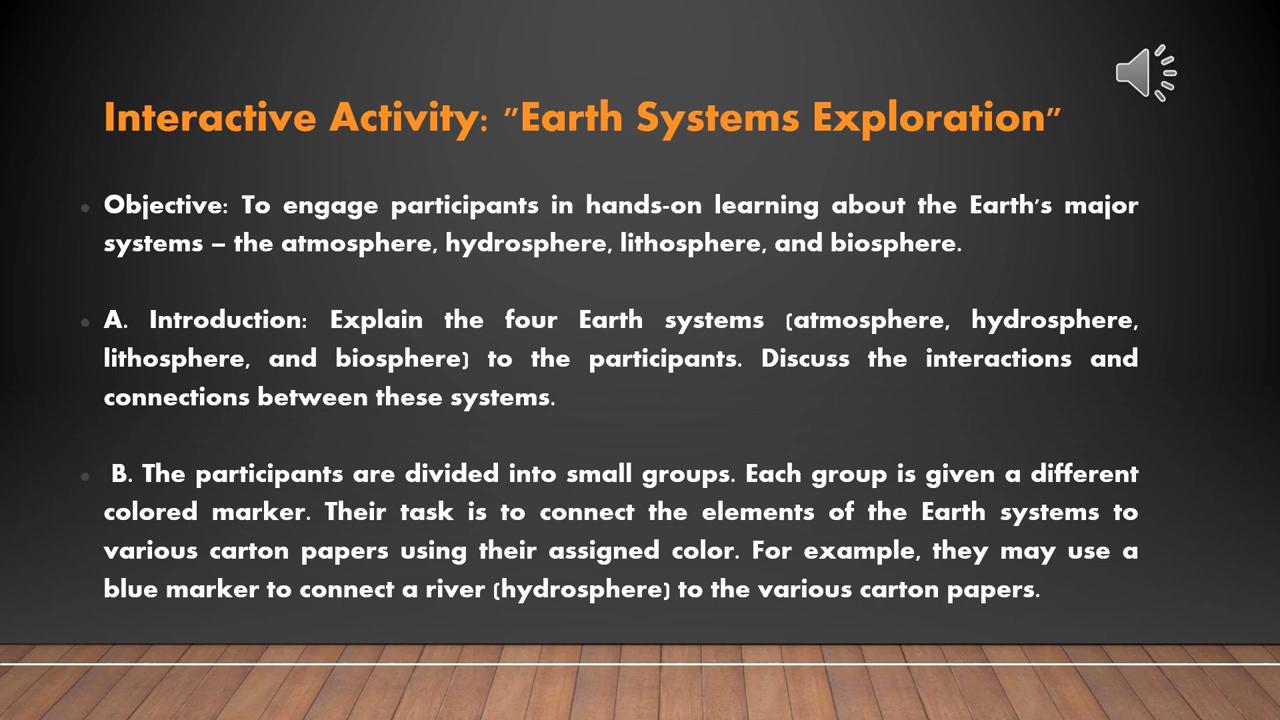 Interactive Activity: "Earth Systems Exploration"
Objective: To engage participants in hands-on learning about the Earth's major
systems – the atmosphere, hydrosphere, lithosphere, and biosphere.
A. Introduction: Explain the four Earth systems (atmosphere, hydrosphere,
lithosphere, and biosphere) to the participants. Discuss the interactions and
connections between these systems.
B. The participants are divided into small groups. Each group is given a different
colored marker. Their task is to connect the elements of the Earth systems to
various carton papers using their assigned color. For example, they may use a
blue marker to connect a river (hydrosphere) to the various carton papers.